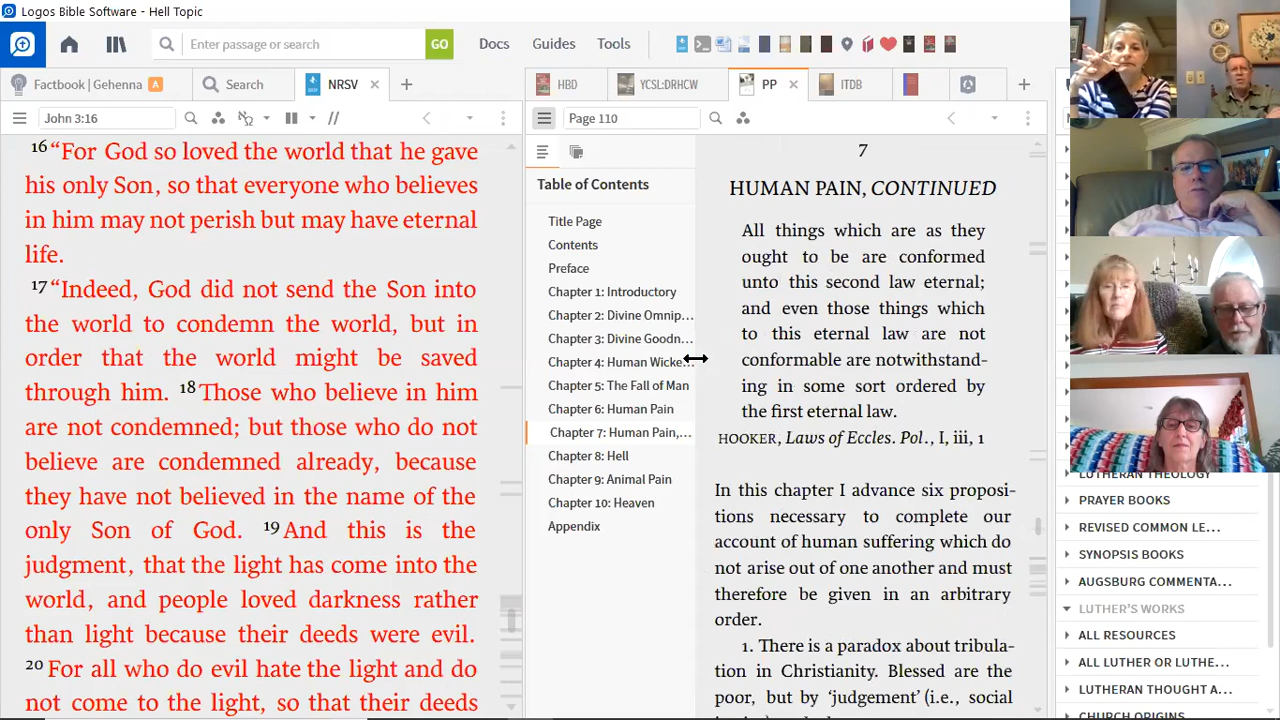 Logos Bible Software - Hell Topic
Enter passage or search
GO
Docs
Guides
Tools
Factbook | Gehenna
A
Search
NRSV
John 3:16
16 “For God so loved the world that he gave
his only Son, so that everyone who believes
in him may not perish but may have eternal
life.
17 “Indeed, God did not send the Son into
the world to condemn the world, but in
order that the world might be saved
through him. 18 Those who believe in him
are not condemned; but those who do not
believe are condemned already, because
they have not believed in the name of the
only Son of God. 19 And this is the
judgment, that the light has come into the
world, and people loved darkness rather
than light because their deeds were evil.
20 For all who do evil hate the light and do
not come to the light, so that their deeds
HBD
YCSL:DRHCW
PP
ITDB
Page 110
Table of Contents
Title Page
Contents
Preface
Chapter 1: Introductory
Chapter 2: Divine Omnip...
Chapter 3: Divine Goodn...
Chapter 4: Human Wicke...
Chapter 5: The Fall of Man
Chapter 6: Human Pain
Chapter 7: Human Pain,...
Chapter 8: Hell
Chapter 9: Animal Pain
Chapter 10: Heaven
Appendix
7
HUMAN PAIN, CONTINUED
All things which are as they
ought to be are conformed
unto this second law eternal;
and even those things which
to this eternal law are not
conformable are notwithstand-
ing in some sort ordered by
the first eternal law.
HOOKER, Laws of Eccles. Pol., I, iii, 1
In this chapter I advance six proposi-
tions necessary to complete our
account of human suffering which do
not arise out of one another and must
therefore be given in an arbitrary
order.
1. There is a paradox about tribula-
tion in Christianity. Blessed are the
poor, but by ‘judgement’ (i.e., social
LUTHERAN THEOLOGY
PRAYER BOOKS
REVISED COMMON LE...
SYNOPSIS BOOKS
AUGSBURG COMMENTA...
LUTHER'S WORKS
ALL RESOURCES
ALL LUTHER OR LUTHE...
LUTHERAN THOUGHT A...
CHURCH ORIGINS